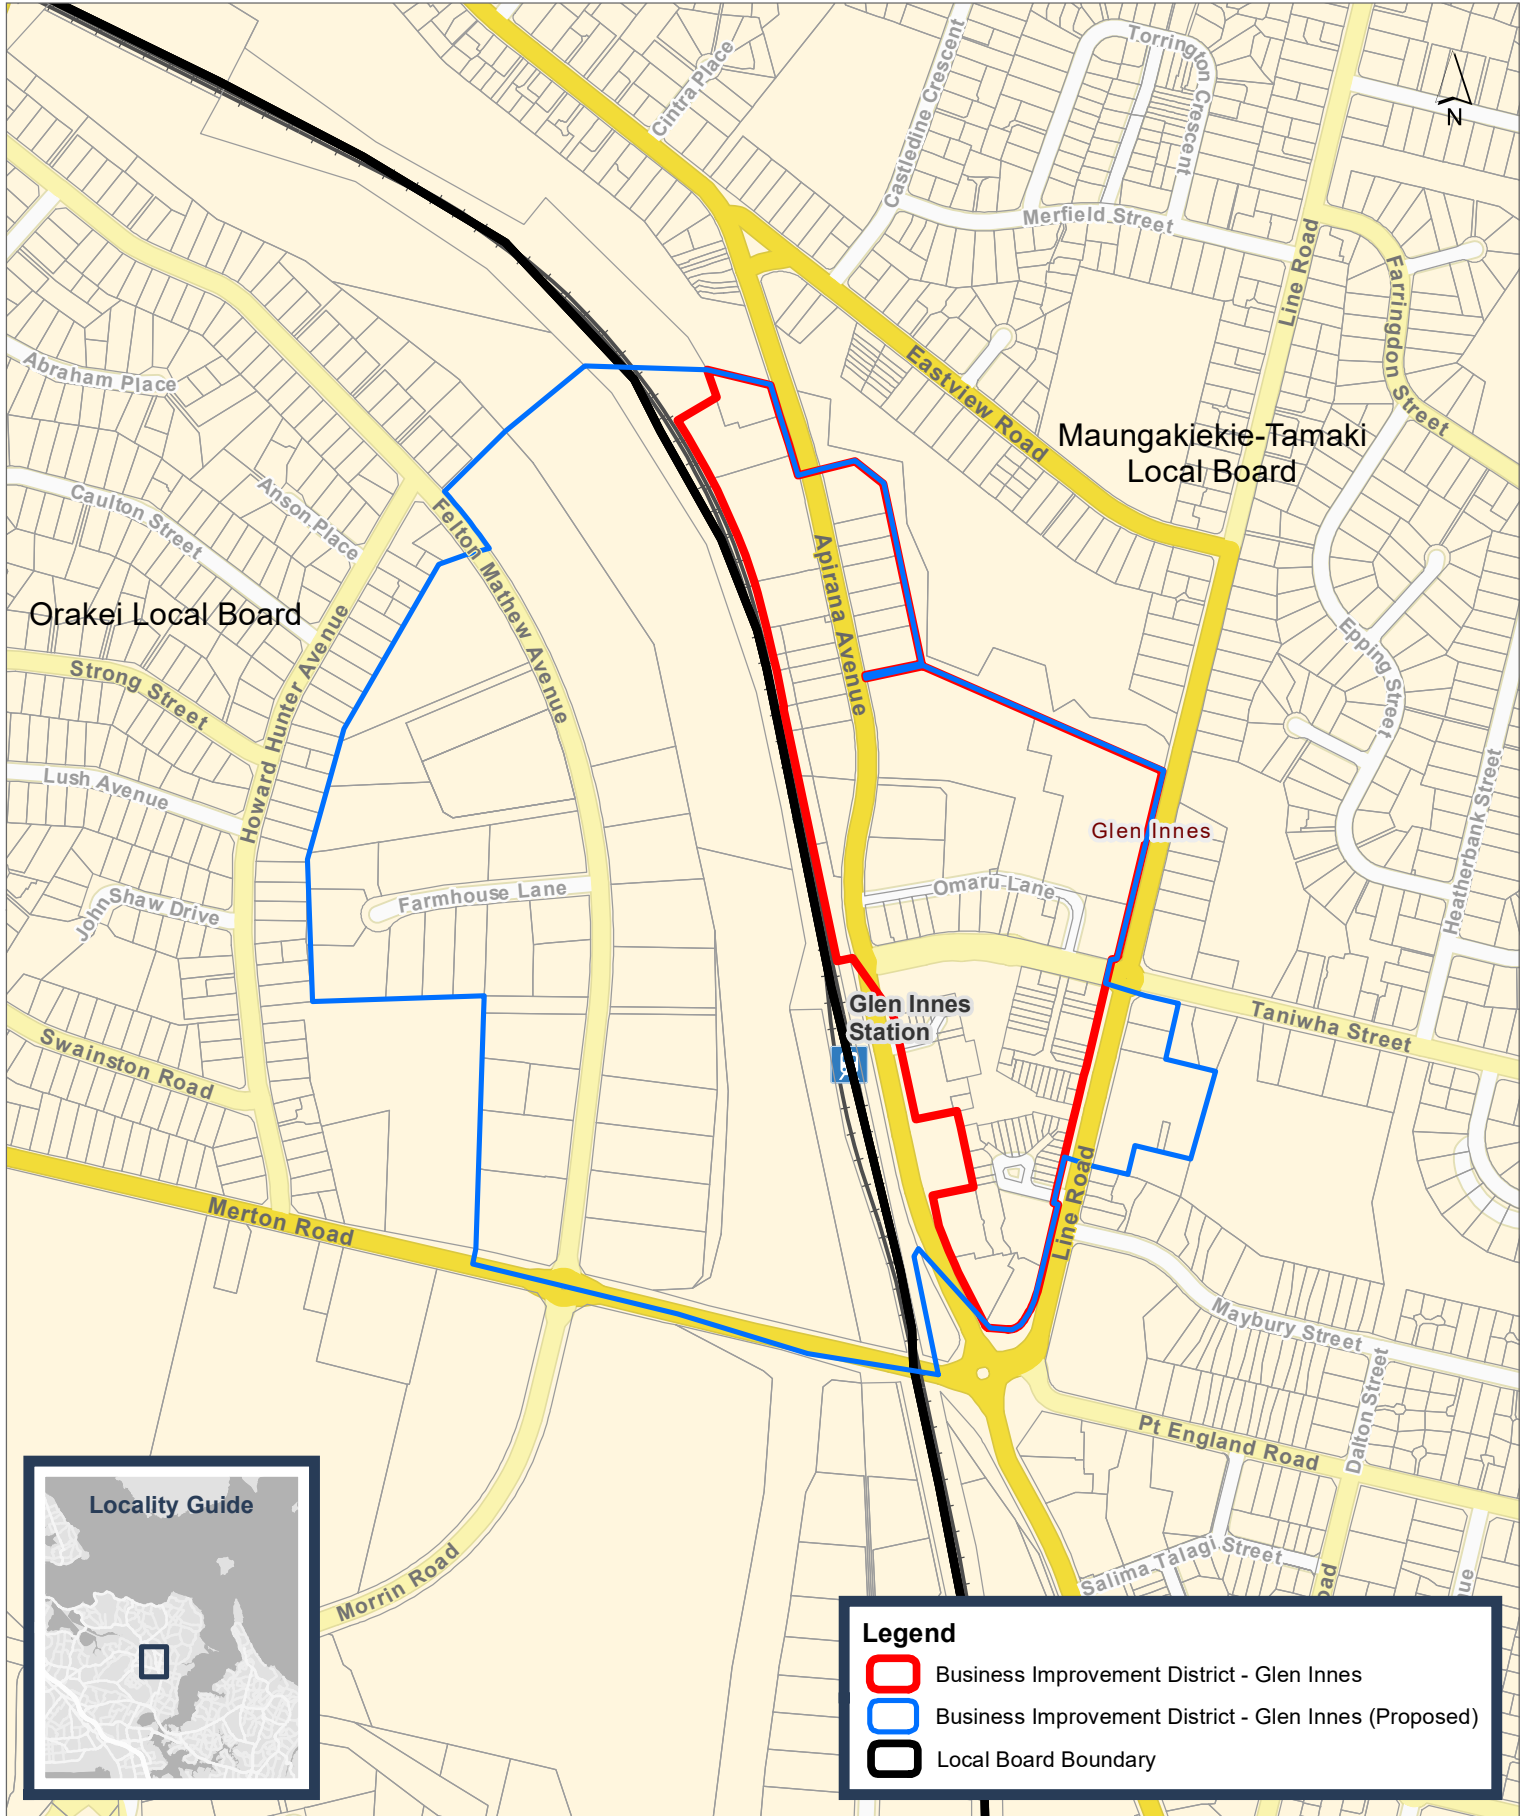 Torrington Crescent
Cintra Place
Castledine Crescent
N
Merfield Street
Line Road
Farringdon Street
Abraham Place
Eastview Road
Maungakiekie-Tamaki
Local Board
Caulton Street
Anson Place
Felton Mathew Avenue
Apirana Avenue
Orakei Local Board
Howard Hunter Avenue
Strong Street
Epping Street
Lush Avenue
Glen Innes
Heatherbank Street
Farmhouse Lane
Omaru Lane
John Shaw Drive
Glen Innes
Station
Taniwha Street
Swainston Road
Merton Road
Line Road
Maybury Street
Dalton Street
Pt England Road
Locality Guide
Morrin Road
Salima Talagi Street
oad
ue
Legend
Business Improvement District - Glen Innes
Business Improvement District - Glen Innes (Proposed)
Local Board Boundary